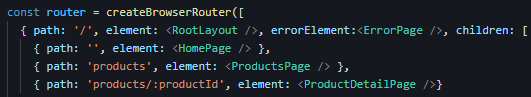 const router = createBrowserRouter([
{ path: '/', element: <RootLayout />, errorElement:<ErrorPage />, children: [
{ path: '', element: <HomePage /> },
{ path: 'products', element: <ProductsPage /> },
{ path: 'products/:productId', element: <ProductDetailPage />}